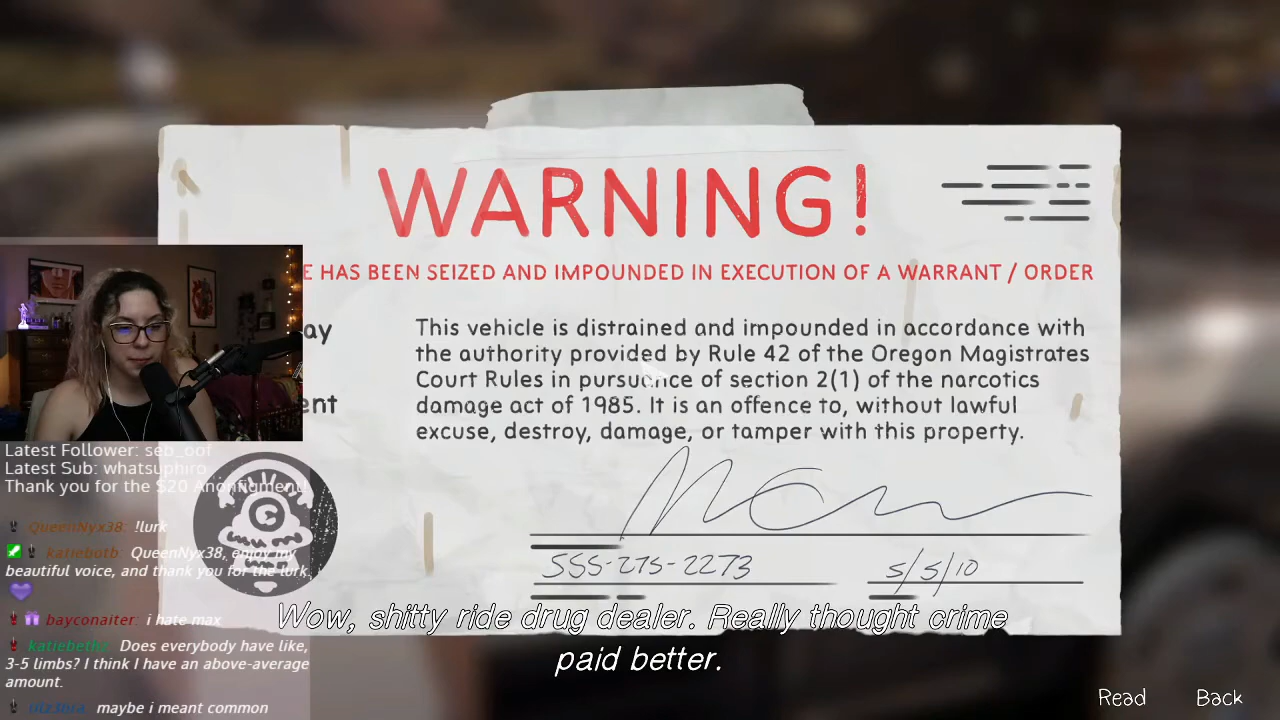 WARNING!
E HAS BEEN SEIZED AND IMPOUNDED IN EXECUTION OF A WARRANT / ORDER
ay
ent
This vehicle is distrained and impounded in accordance with
the authority provided by Rule 42 of the Oregon Magistrates
Court Rules in pursuance of section 2(1) of the narcotics
damage act of 1985. It is an offence to, without lawful
excuse, destroy, damage, or tamper with this property.
555-275-2273
5/5/10
Wow, shitty ride drug dealer. Really thought crime
paid better.
Latest Follower: seb_oof
Latest Sub: whatsuphiro
Thank you for the $20 Anonfigment!
QueenNyx38: !lurk
katiebotb: QueenNyx38, enjoy my
beautiful voice, and thank you for the lurk
bayconaiter: i hate max
Does everybody have like,
3-5 limbs? I think I have an above-average
amount.
maybe i meant common
Read
Back